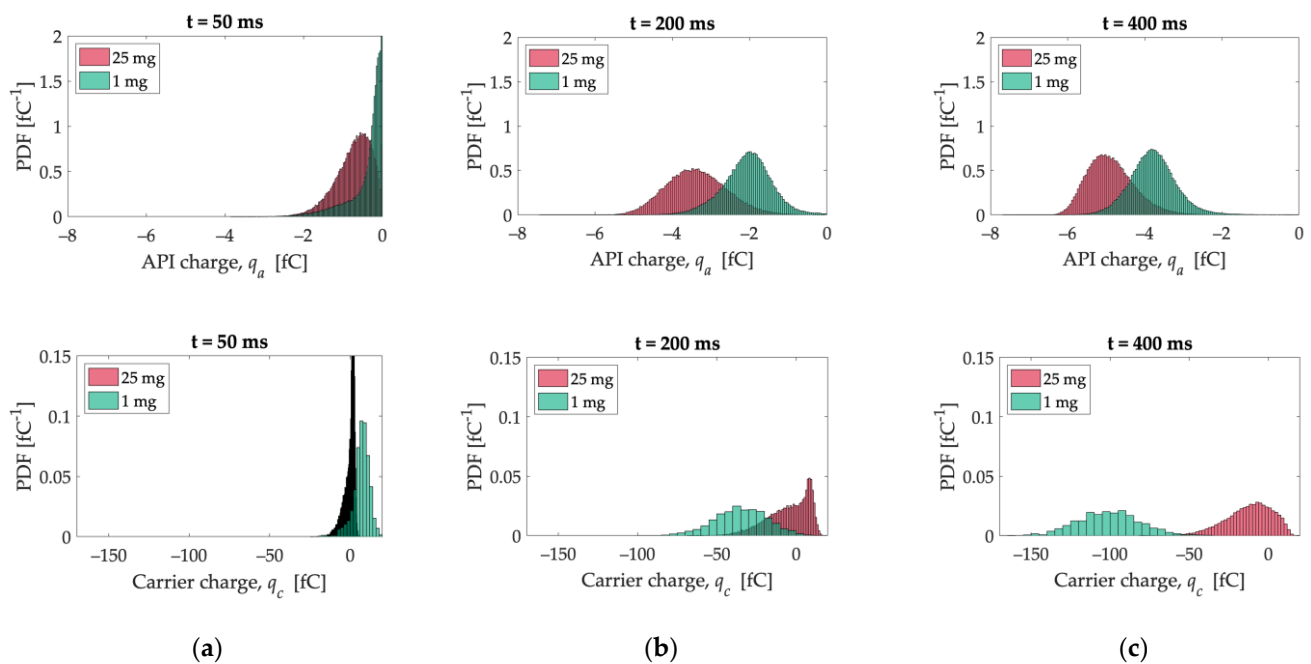 t = 50 ms
2
1.5
1
0.5
0
PDF [fC⁻¹]
25 mg
1 mg
−8
−6
−4
−2
0
API charge, qₐ [fC]
t = 200 ms
2
1.5
1
0.5
0
PDF [fC⁻¹]
25 mg
1 mg
−8
−6
−4
−2
0
API charge, qₐ [fC]
t = 400 ms
2
1.5
1
0.5
0
PDF [fC⁻¹]
25 mg
1 mg
−8
−6
−4
−2
0
API charge, qₐ [fC]
t = 50 ms
0.15
0.1
0.05
0
PDF [fC⁻¹]
25 mg
1 mg
−150
−100
−50
0
Carrier charge, q_c [fC]
t = 200 ms
0.15
0.1
0.05
0
PDF [fC⁻¹]
25 mg
1 mg
−150
−100
−50
0
Carrier charge, q_c [fC]
t = 400 ms
0.15
0.1
0.05
0
PDF [fC⁻¹]
25 mg
1 mg
−150
−100
−50
0
Carrier charge, q_c [fC]
(a)
(b)
(c)